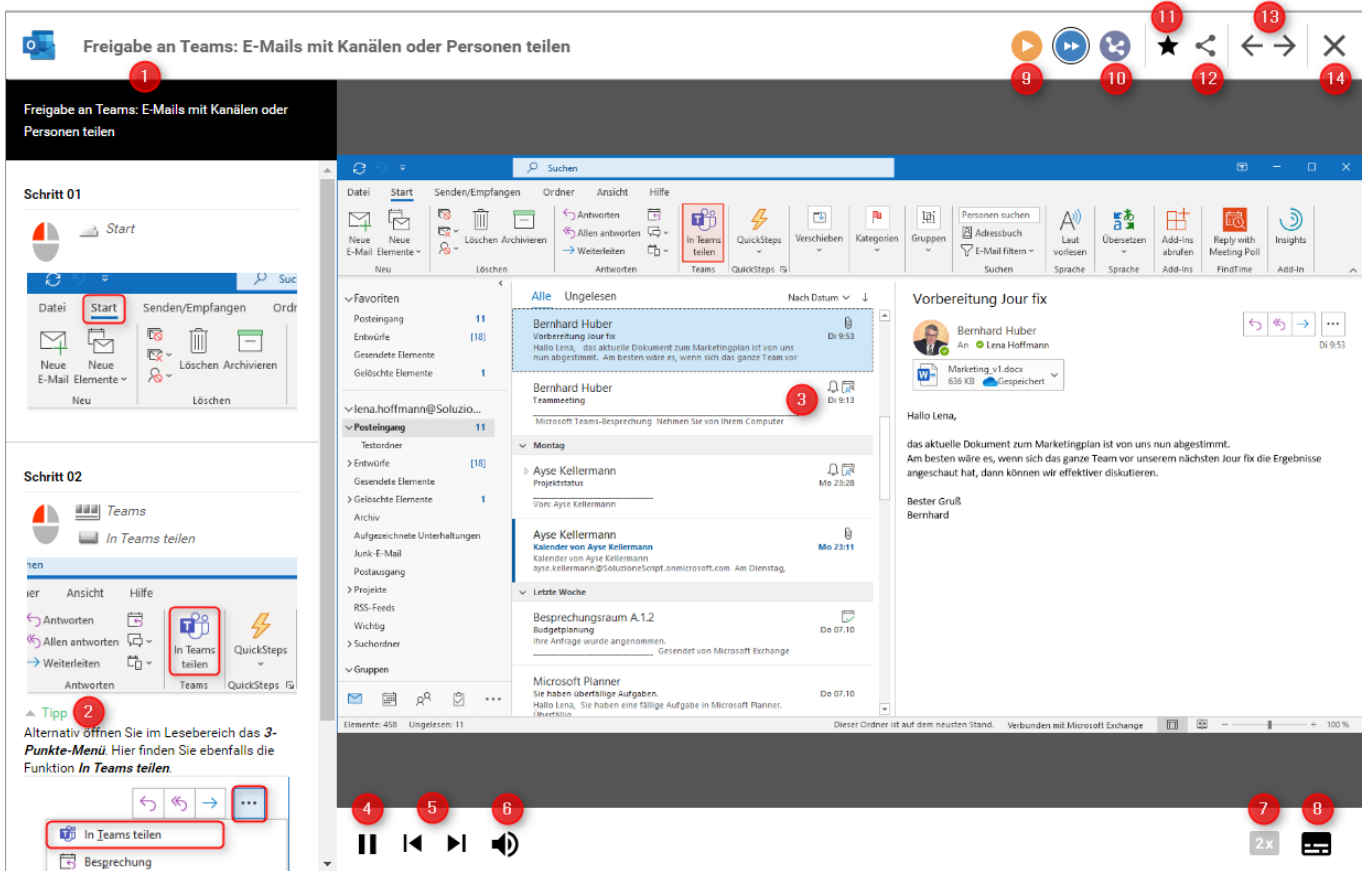 11
13
Freigabe an Teams: E-Mails mit Kanälen oder Personen teilen
1
9
10
12
14
Freigabe an Teams: E-Mails mit Kanälen oder
Personen teilen
Schritt 01
Start
Suc
Datei Start Senden/Empfangen Ordr
Neue E-Mail
Neue Elemente
Löschen Archivieren
Neu Löschen
Schritt 02
Teams
In Teams teilen
hen
ner Ansicht Hilfe
Antworten
Allen antworten
Weiterleiten
In Teams teilen
QuickSteps
Antworten Teams QuickSteps
Tipp 2
Alternativ öffnen Sie im Lesebereich das 3-
Punkte-Menü. Hier finden Sie ebenfalls die
Funktion In Teams teilen.
In Teams teilen
Besprechung
Suchen
Datei Start Senden/Empfangen Ordner Ansicht Hilfe
Neue E-Mail
Neue Elemente
Löschen Archivieren
Antworten
Allen antworten
Weiterleiten
In Teams teilen
QuickSteps
Verschieben
Kategorien
Gruppen
Personen suchen
Adressbuch
E-Mail filtern
Laut vorlesen
Übersetzen
Add-Ins abrufen
Reply with Meeting Poll
Insights
Neu Löschen Antworten Teams QuickSteps Suchen Sprache Sprache Add-Ins FindTime Add-In
Favoriten
Posteingang 11
Entwürfe [18]
Gesendete Elemente
Gelöschte Elemente 1
lena.hoffmann@Soluzio...
Posteingang 11
Testordner
Entwürfe [18]
Gesendete Elemente
Gelöschte Elemente 1
Archiv
Aufgezeichnete Unterhaltungen
Junk-E-Mail
Postausgang
Projekte
RSS-Feeds
Wichtig
Suchordner
Gruppen
Alle Ungelesen Nach Datum
Bernhard Huber
Vorbereitung Jour fix Di 9:53
Hallo Lena, das aktuelle Dokument zum Marketingplan ist von uns
nun abgestimmt. Am besten wäre es, wenn sich das ganze Team vor
Bernhard Huber
Teammeeting 3 Di 9:13
Microsoft Teams-Besprechung Nehmen Sie von Ihrem Computer
Montag
Ayse Kellermann
Projektstatus Mo 23:28
Von: Ayse Kellermann
Ayse Kellermann
Kalender von Ayse Kellermann Mo 23:11
Kalender von Ayse Kellermann
ayse.kellermann@SoluzioneScript.onmicrosoft.com Am Dienstag,
Letzte Woche
Besprechungsraum A.1.2
Budgetplanung Do 07.10
Ihre Anfrage wurde angenommen.
Gesendet von Microsoft Exchange
Microsoft Planner
Sie haben überfällige Aufgaben. Do 07.10
Hallo Lena, Sie haben eine fällige Aufgabe in Microsoft Planner.
Überfällig
Vorbereitung Jour fix
Bernhard Huber
An Lena Hoffmann
Di 9:53
W
Marketing_v1.docx
636 KB Gespeichert
Hallo Lena,
das aktuelle Dokument zum Marketingplan ist von uns nun abgestimmt.
Am besten wäre es, wenn sich das ganze Team vor unserem nächsten Jour fix die Ergebnisse
angeschaut hat, dann können wir effektiver diskutieren.
Bester Gruß
Bernhard
Elemente: 458 Ungelesen: 11 Dieser Ordner ist auf dem neusten Stand. Verbunden mit Microsoft Exchange 100 %
4 5 6 7 8
2x